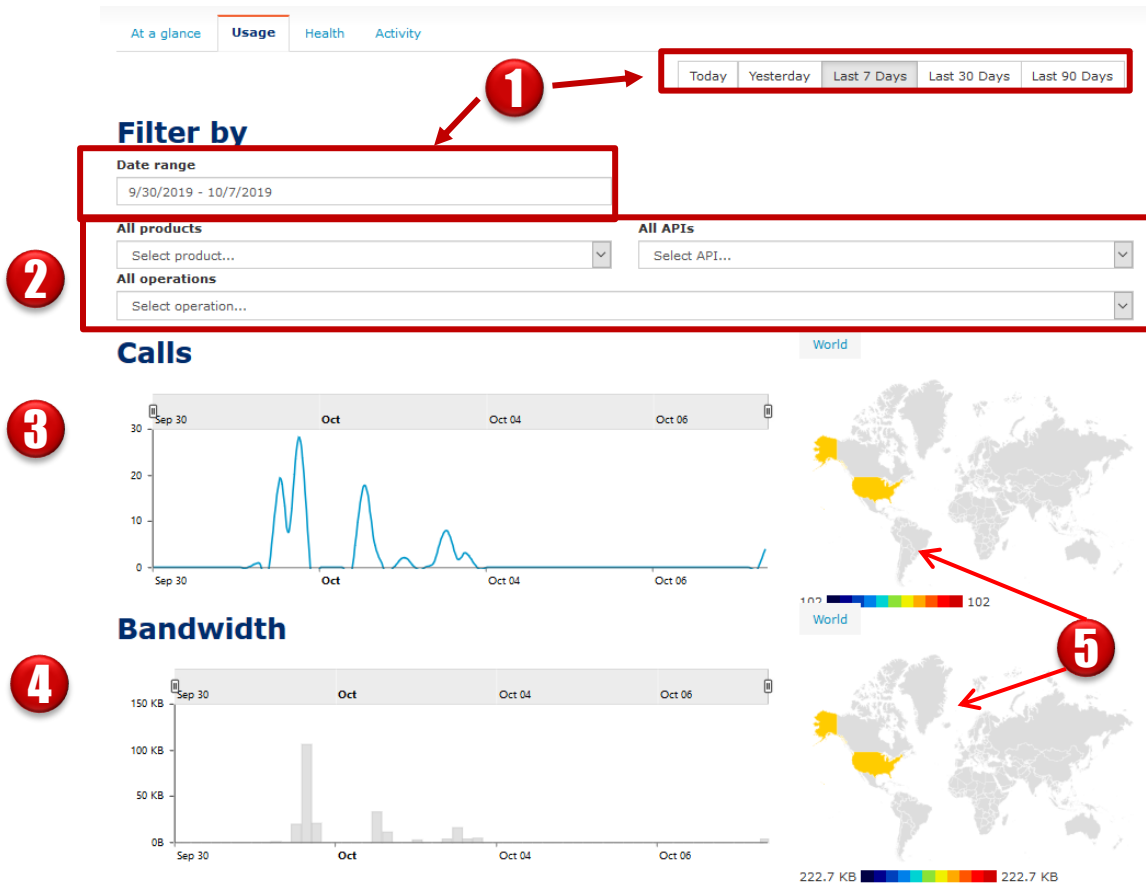 At a glance Usage Health Activity
1 Today Yesterday Last 7 Days Last 30 Days Last 90 Days
Filter by
Date range
9/30/2019 - 10/7/2019
All products All APIs
2 Select product... Select API...
All operations
Select operation...
Calls
World
3
Sep 30 Oct Oct 04 Oct 06
30
20
10
0
Sep 30 Oct Oct 04 Oct 06
102 102
Bandwidth
World
5
4
Sep 30 Oct Oct 04 Oct 06
150 KB
100 KB
50 KB
0B
Sep 30 Oct Oct 04 Oct 06
222.7 KB 222.7 KB